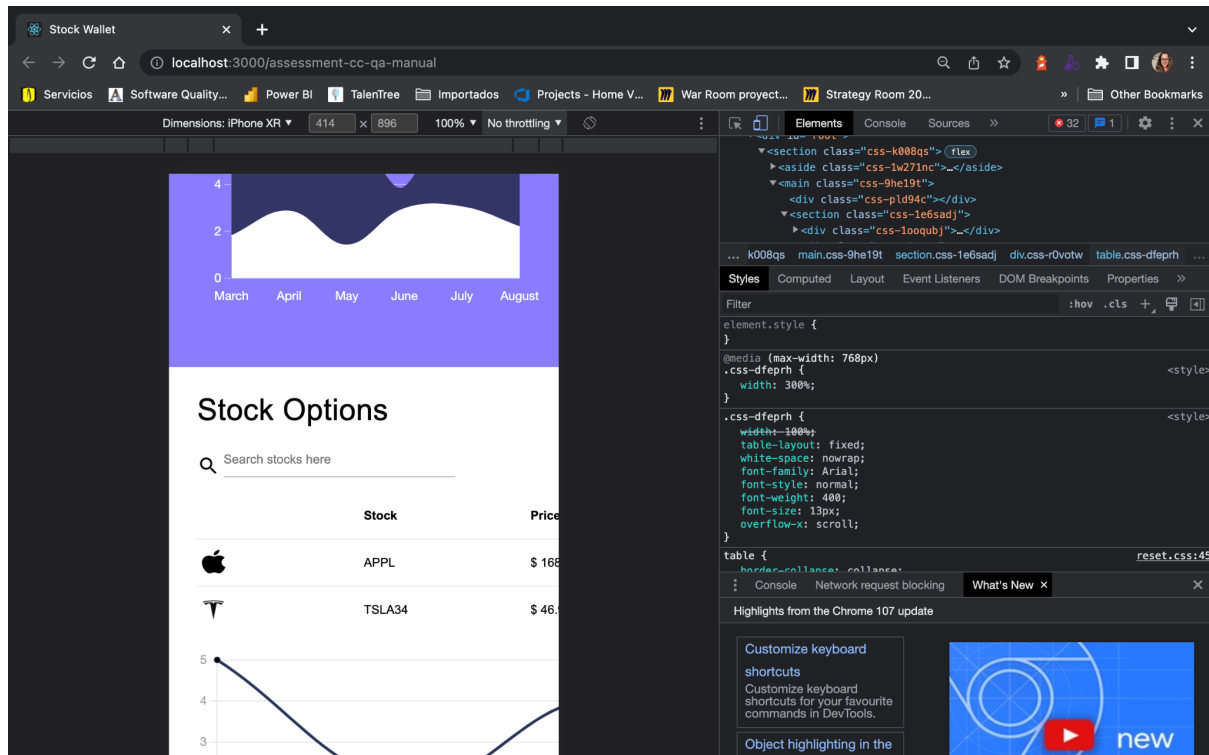 Stock Wallet
localhost:3000/assessment-cc-qa-manual
Servicios Software Quality... Power BI TalenTree Importados Projects - Home V... War Room proyect... Strategy Room 20... » Other Bookmarks
Dimensions: iPhone XR ▼ 414 × 896 100% ▼ No throttling ▼
Elements Console Sources » 32 1
4
2
0
March April May June July August
Stock Options
Search stocks here
Stock Price
APPL $ 168
TSLA34 $ 46.
5
4
3
▼<section class="css-k008qs"> flex
▶<aside class="css-1w271nc">…</aside>
▼<main class="css-9he19t">
<div class="css-pld94c"></div>
▼<section class="css-1e6sadj">
▶<div class="css-1ooqubj">…</div>
... k008qs main.css-9he19t section.css-1e6sadj div.css-r0votw table.css-dfeprh ...
Styles Computed Layout Event Listeners DOM Breakpoints Properties »
Filter :hov .cls +
element.style {
}
@media (max-width: 768px)
.css-dfeprh { <style>
width: 300%;
}
.css-dfeprh { <style>
width: 100%;
table-layout: fixed;
white-space: nowrap;
font-family: Arial;
font-style: normal;
font-weight: 400;
font-size: 13px;
overflow-x: scroll;
}
table { reset.css:45
border-collapse: collapse;
Console Network request blocking What's New ×
Highlights from the Chrome 107 update
Customize keyboard
shortcuts
Customize keyboard
shortcuts for your favourite
commands in DevTools.
Object highlighting in the
new